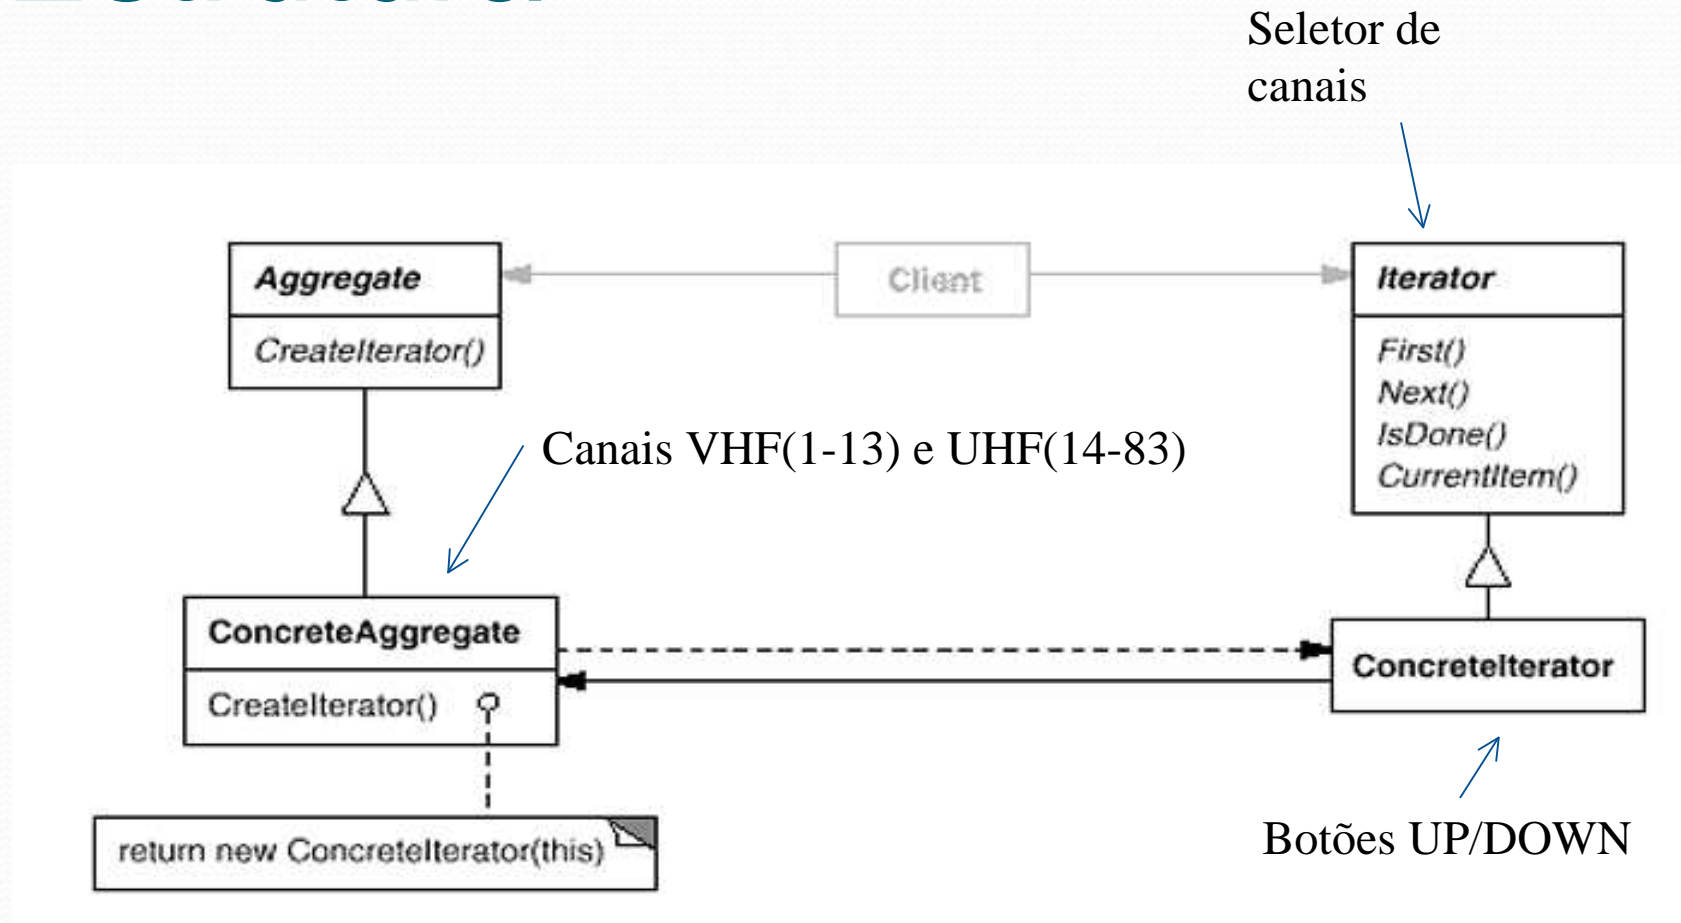 Seletor de
canais
Aggregate
CreateIterator()
Client
Iterator
First()
Next()
IsDone()
CurrentItem()
Canais VHF(1-13) e UHF(14-83)
ConcreteAggregate
CreateIterator()
ConcreteIterator
return new ConcreteIterator(this)
Botões UP/DOWN